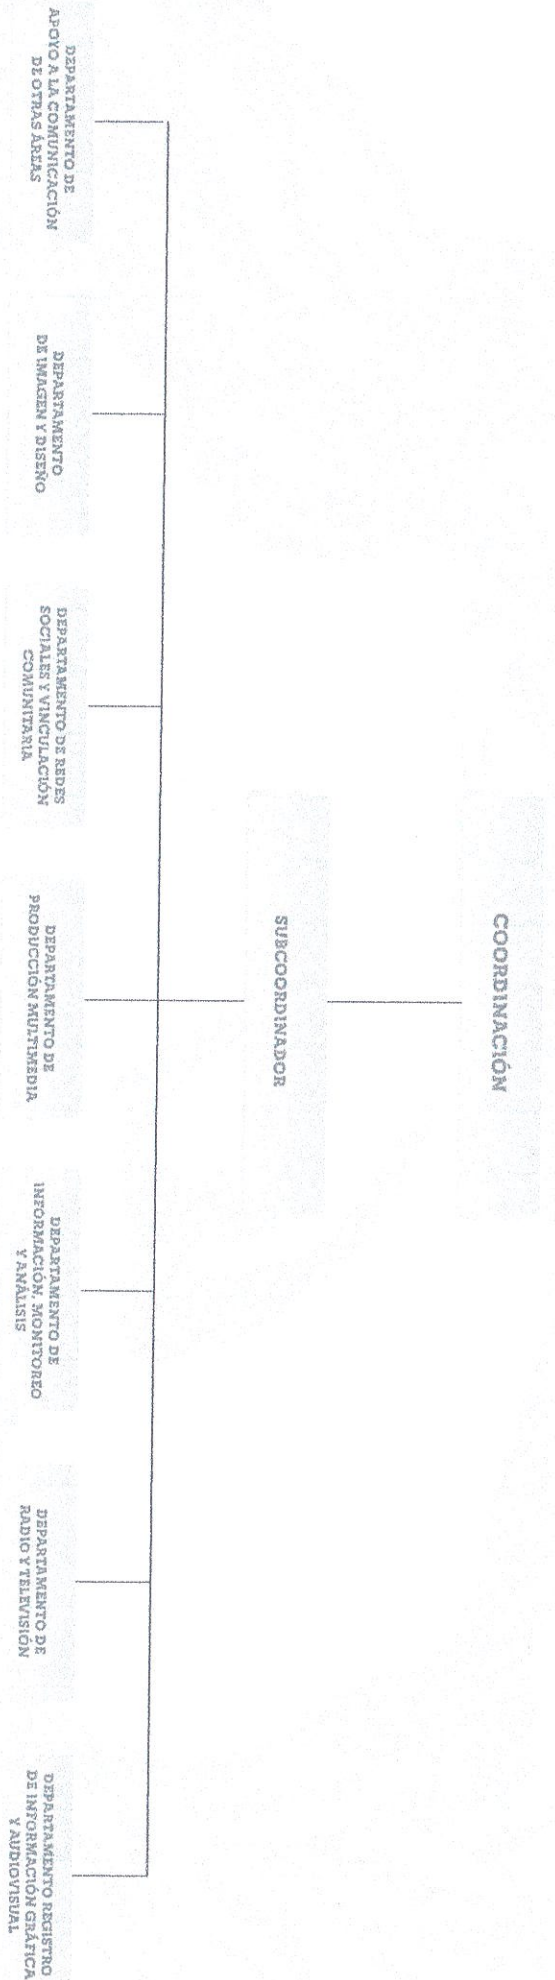 COORDINACIÓN
SUBCOORDINADOR
DEPARTAMENTO DE
APOYO A LA COMUNICACIÓN
DE OTRAS ÁREAS
DEPARTAMENTO
DE IMAGEN Y DISEÑO
DEPARTAMENTO DE REDES
SOCIALES Y VINCULACIÓN
COMUNITARIA
DEPARTAMENTO DE
PRODUCCIÓN MULTIMEDIA
DEPARTAMENTO DE
INFORMACIÓN, MONITOREO
Y ANÁLISIS
DEPARTAMENTO DE
RADIO Y TELEVISIÓN
DEPARTAMENTO REGISTRO
DE INFORMACIÓN GRÁFICA
Y AUDIOVISUAL